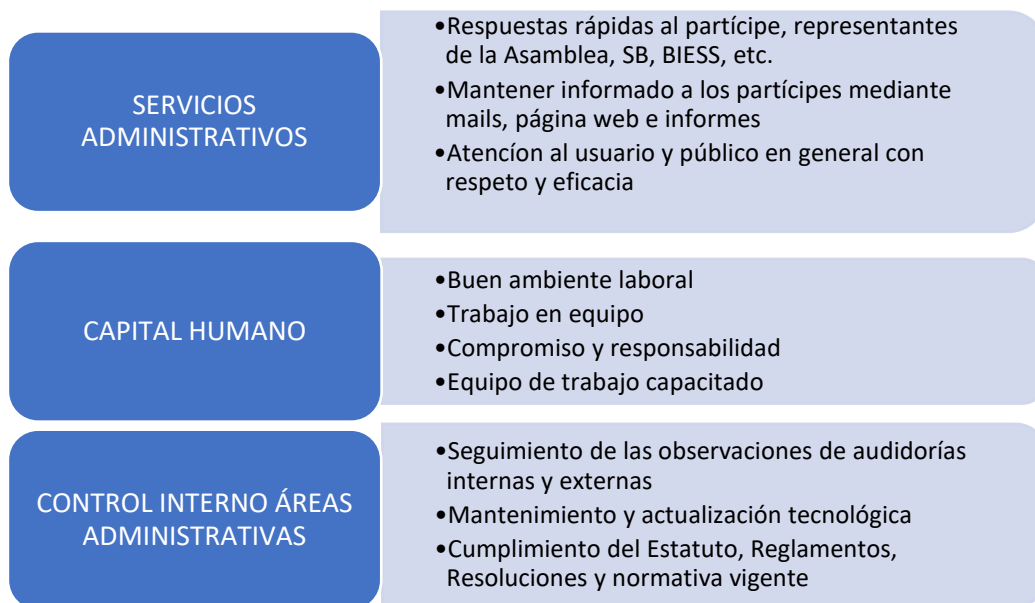 SERVICIOS
ADMINISTRATIVOS
•Respuestas rápidas al partícipe, representantes
de la Asamblea, SB, BIESS, etc.
•Mantener informado a los partícipes mediante
mails, página web e informes
•Atencíon al usuario y público en general con
respeto y eficacia
CAPITAL HUMANO
•Buen ambiente laboral
•Trabajo en equipo
•Compromiso y responsabilidad
•Equipo de trabajo capacitado
CONTROL INTERNO ÁREAS
ADMINISTRATIVAS
•Seguimiento de las observaciones de audidorías
internas y externas
•Mantenimiento y actualización tecnológica
•Cumplimiento del Estatuto, Reglamentos,
Resoluciones y normativa vigente